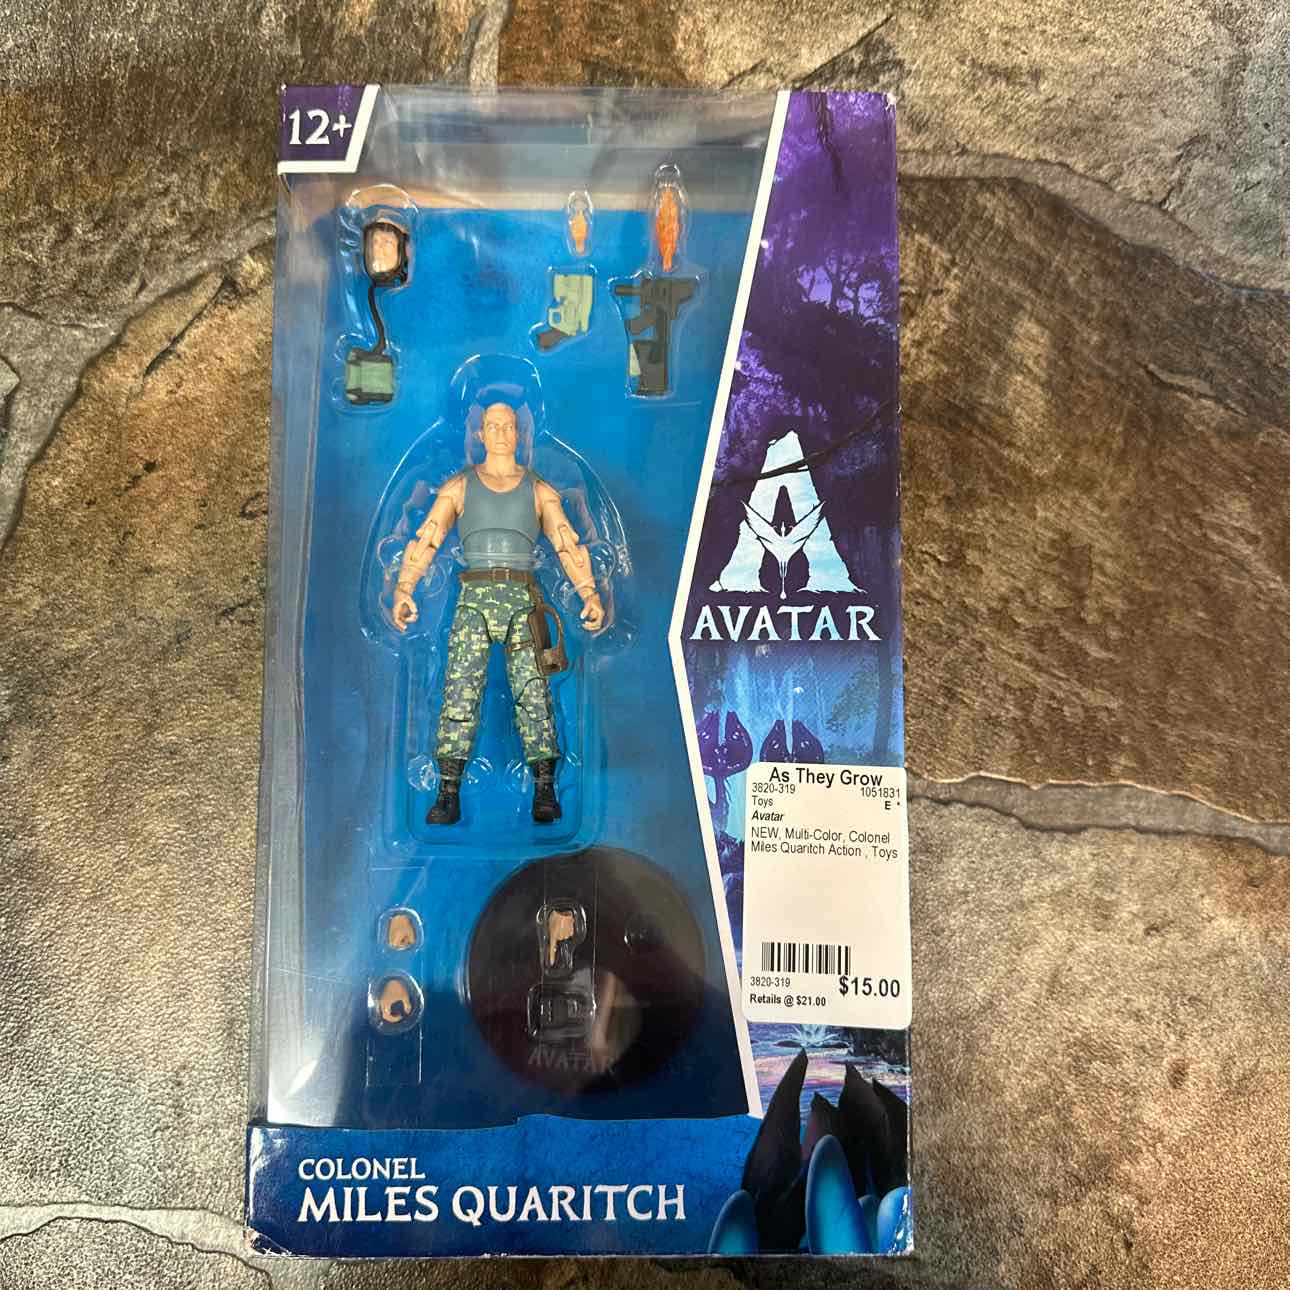 12+
AVATAR
As They Grow
3820-319 1051831
Toys E *
Avatar
NEW, Multi-Color, Colonel
Miles Quaritch Action , Toys
3820-319 $15.00
Retails @ $21.00
AVATAR
COLONEL
MILES QUARITCH